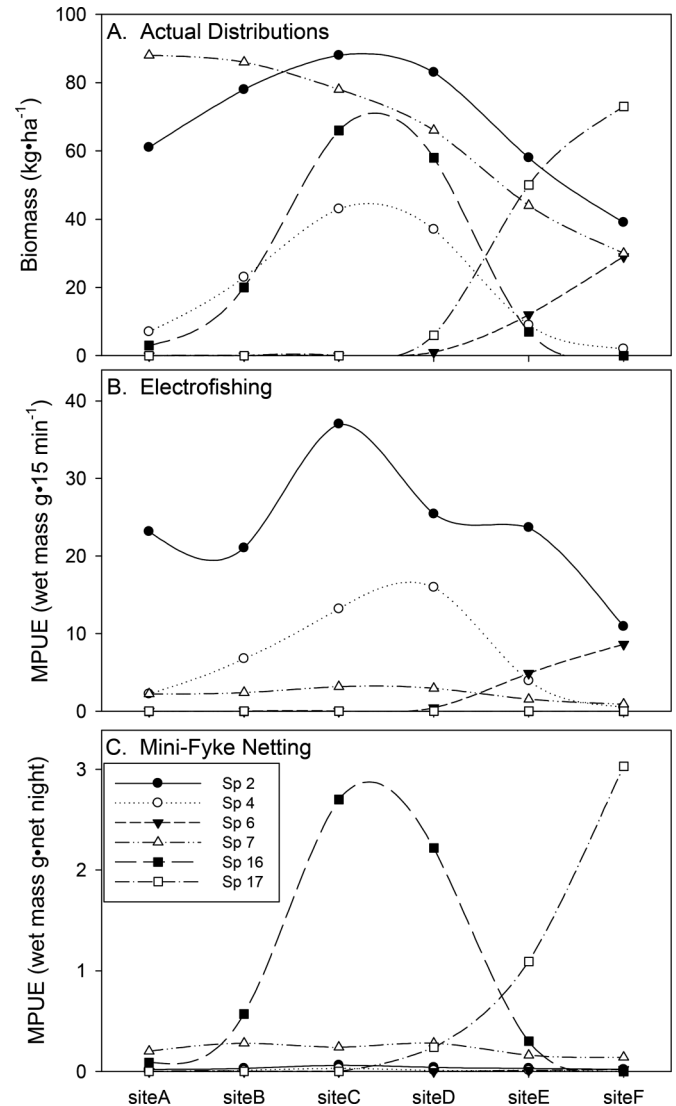 A. Actual Distributions
Biomass (kg•ha⁻¹)
100
80
60
40
20
0
B. Electrofishing
MPUE (wet mass g•15 min⁻¹)
40
30
20
10
0
C. Mini-Fyke Netting
MPUE (wet mass g•net night)
3
2
1
0
Sp 2
Sp 4
Sp 6
Sp 7
Sp 16
Sp 17
siteA siteB siteC siteD siteE siteF